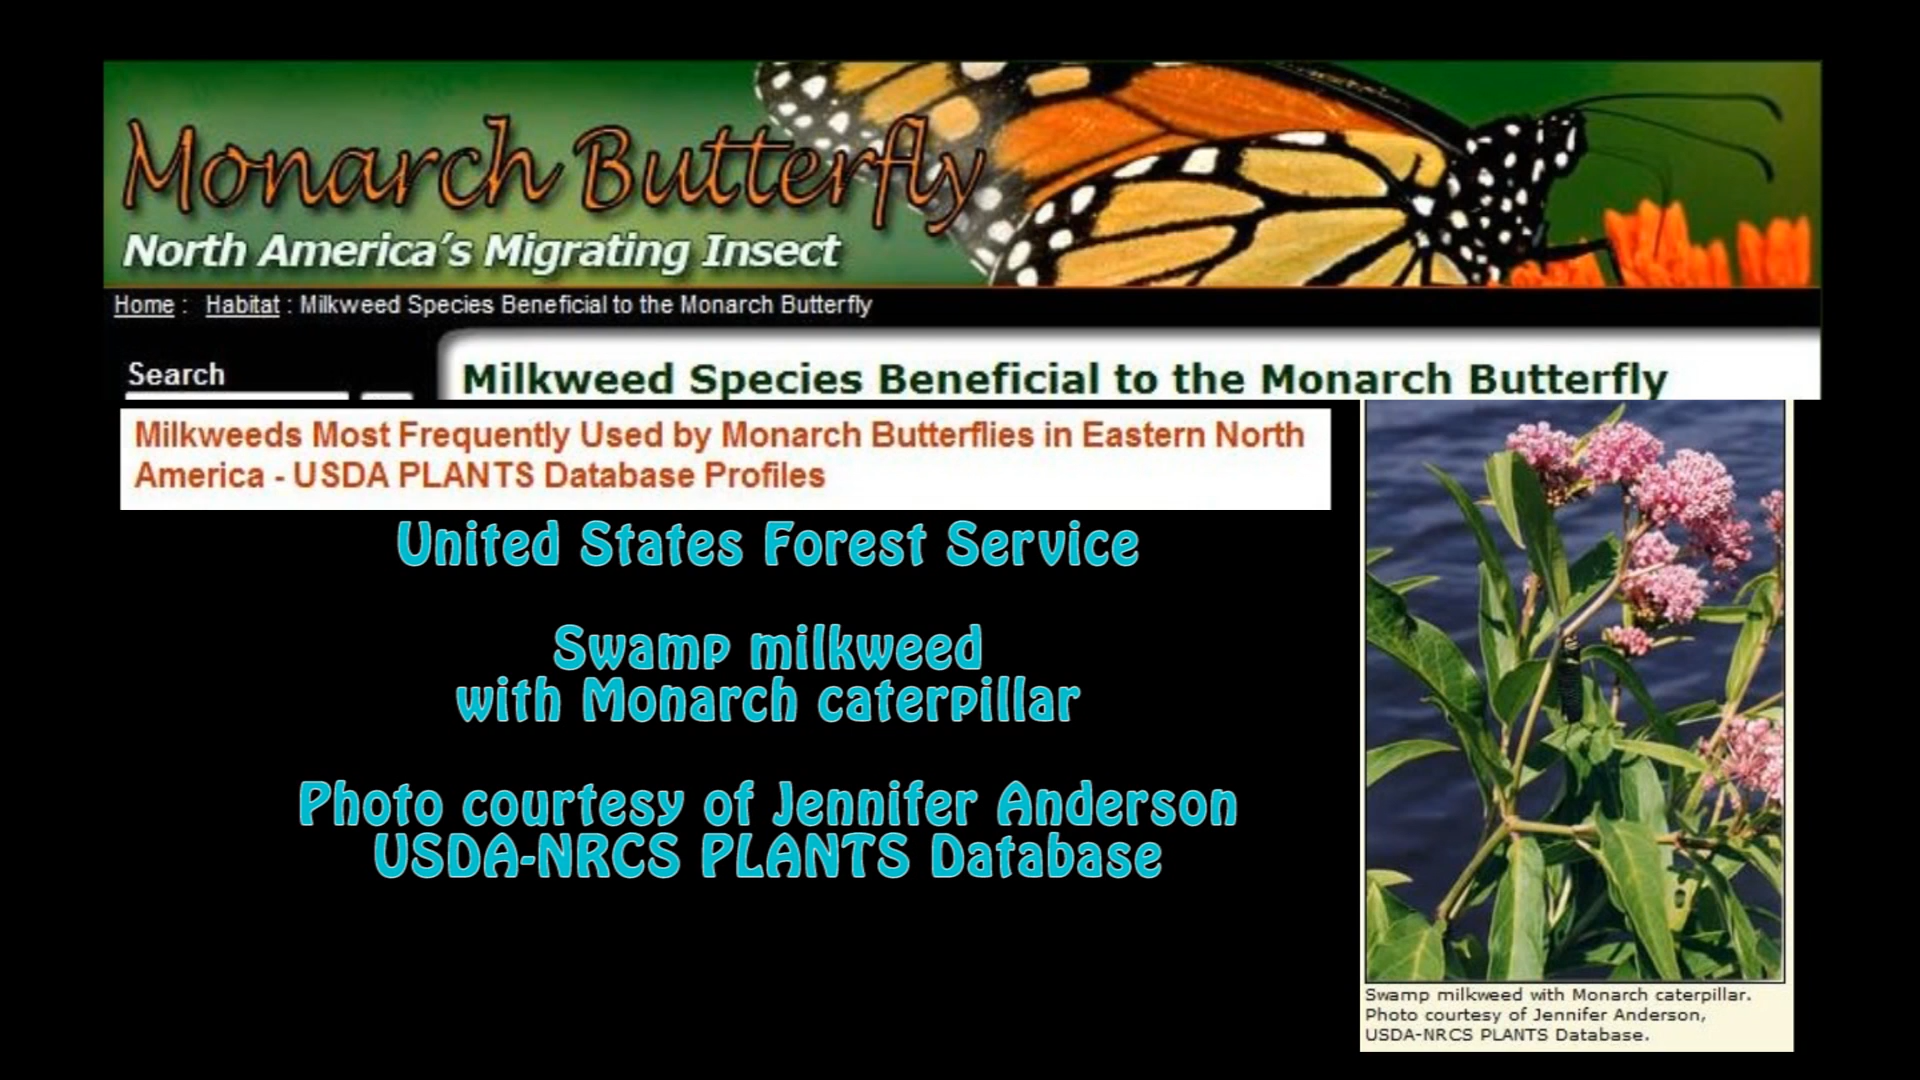 Monarch Butterfly
North America's Migrating Insect
Home : Habitat : Milkweed Species Beneficial to the Monarch Butterfly
Search
Milkweed Species Beneficial to the Monarch Butterfly
Milkweeds Most Frequently Used by Monarch Butterflies in Eastern North
America - USDA PLANTS Database Profiles
United States Forest Service
Swamp milkweed
with Monarch caterpillar
Photo courtesy of Jennifer Anderson
USDA-NRCS PLANTS Database
Swamp milkweed with Monarch caterpillar.
Photo courtesy of Jennifer Anderson,
USDA-NRCS PLANTS Database.